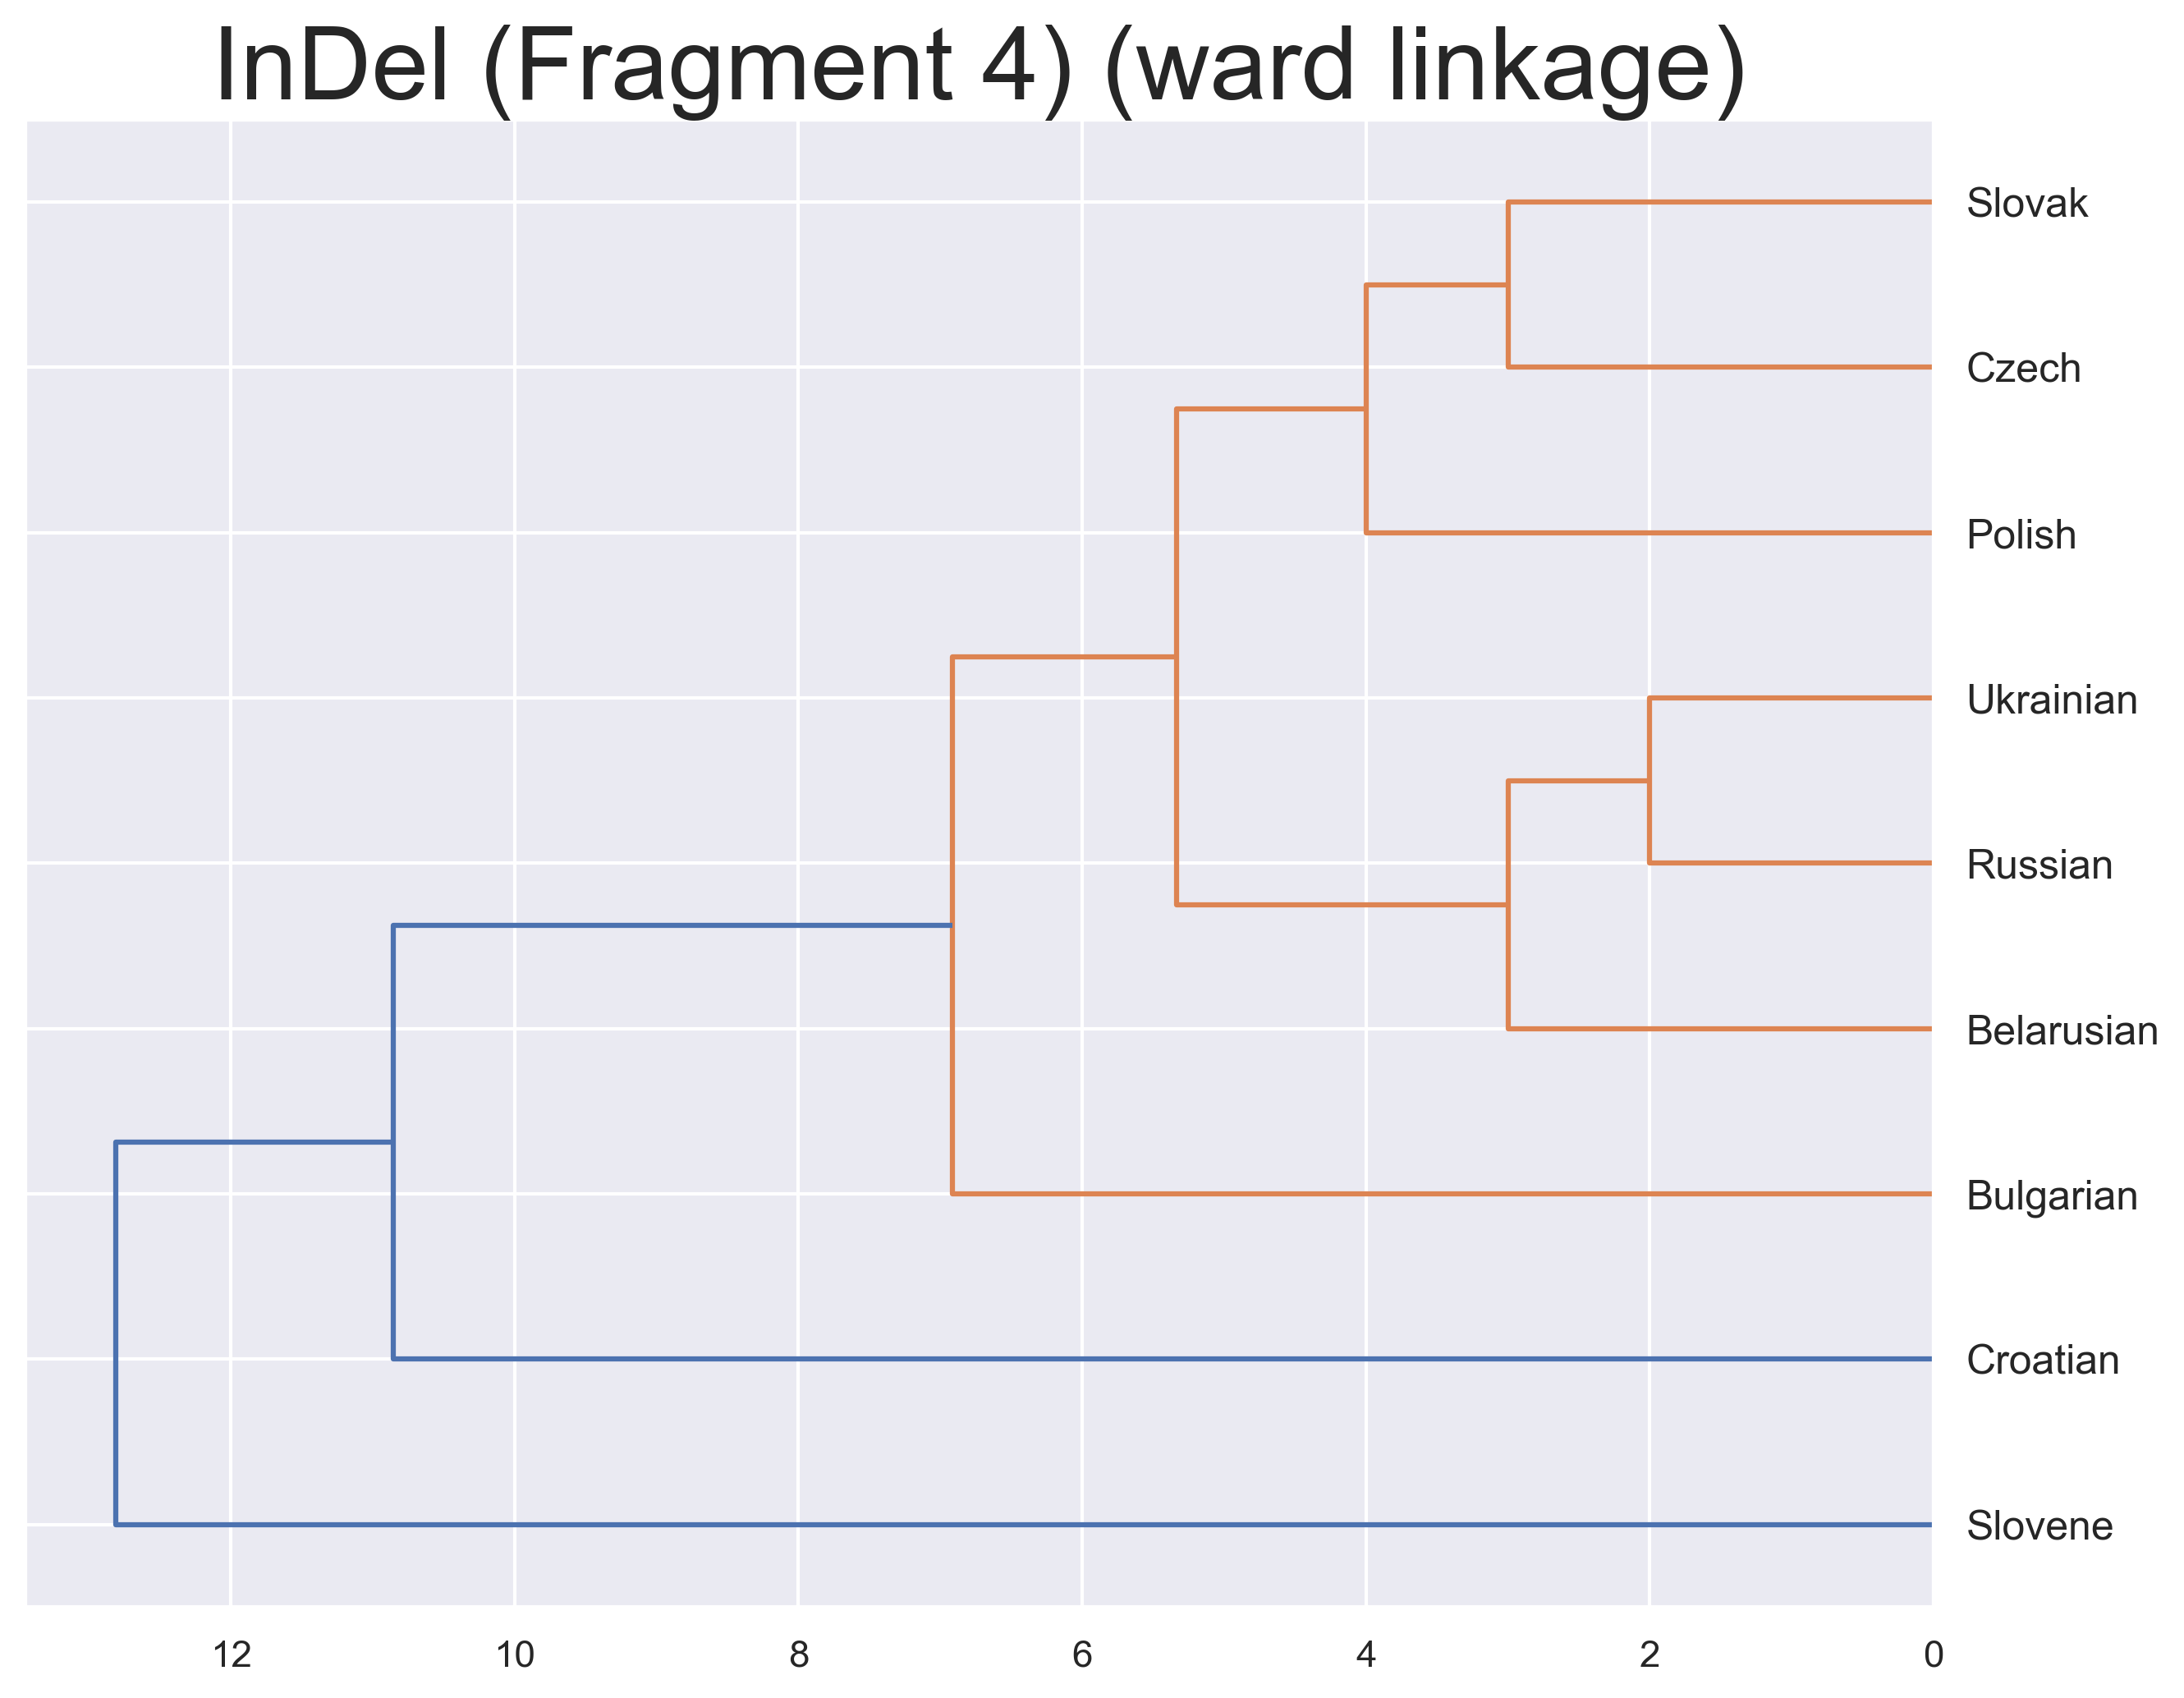 InDel (Fragment 4) (ward linkage)
Slovak
Czech
Polish
Ukrainian
Russian
Belarusian
Bulgarian
Croatian
Slovene
12 10 8 6 4 2 0